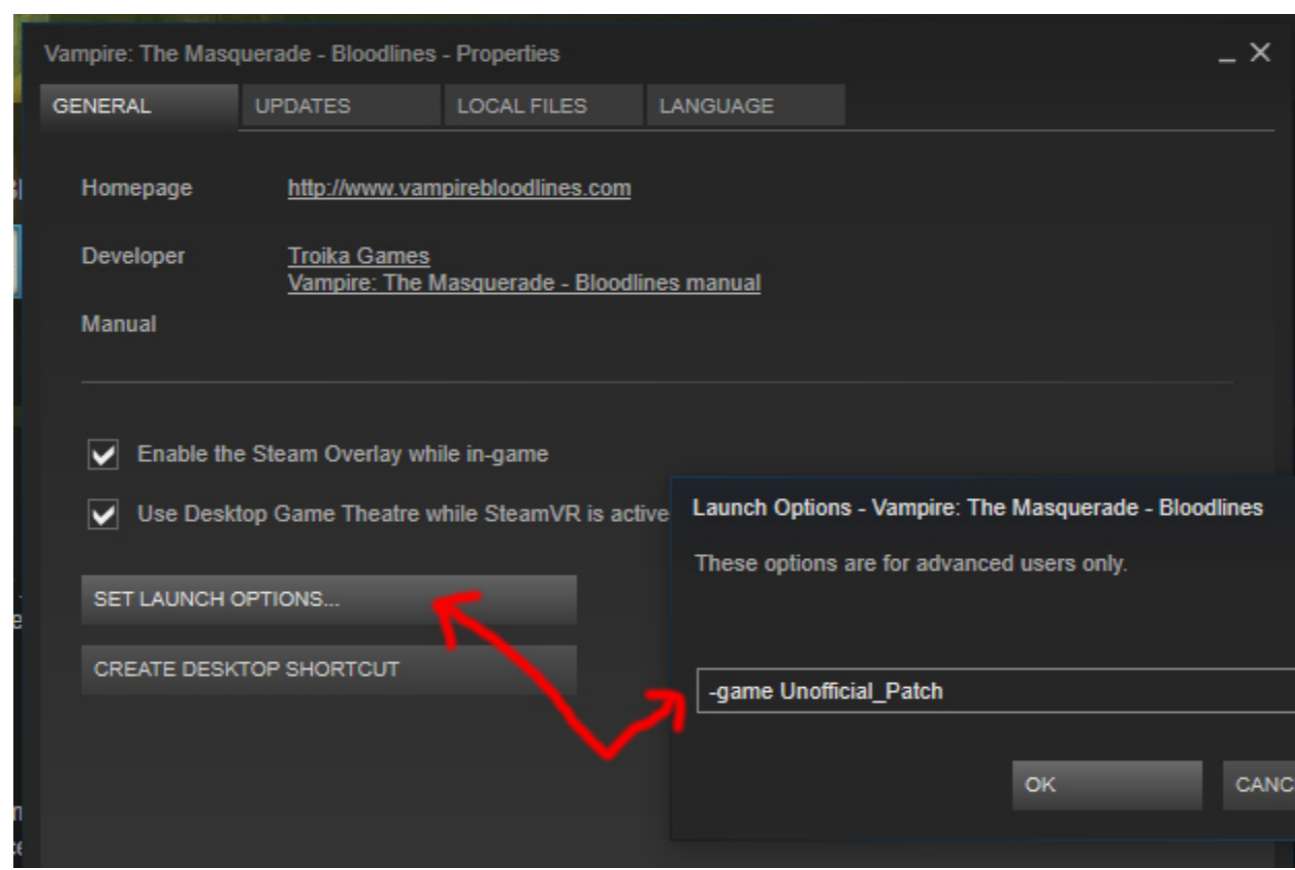 Vampire: The Masquerade - Bloodlines - Properties
GENERAL UPDATES LOCAL FILES LANGUAGE
Homepage http://www.vampirebloodlines.com
Developer Troika Games
Vampire: The Masquerade - Bloodlines manual
Manual
Enable the Steam Overlay while in-game
Use Desktop Game Theatre while SteamVR is active
SET LAUNCH OPTIONS...
CREATE DESKTOP SHORTCUT
Launch Options - Vampire: The Masquerade - Bloodlines
These options are for advanced users only.
-game Unofficial_Patch
OK CANC